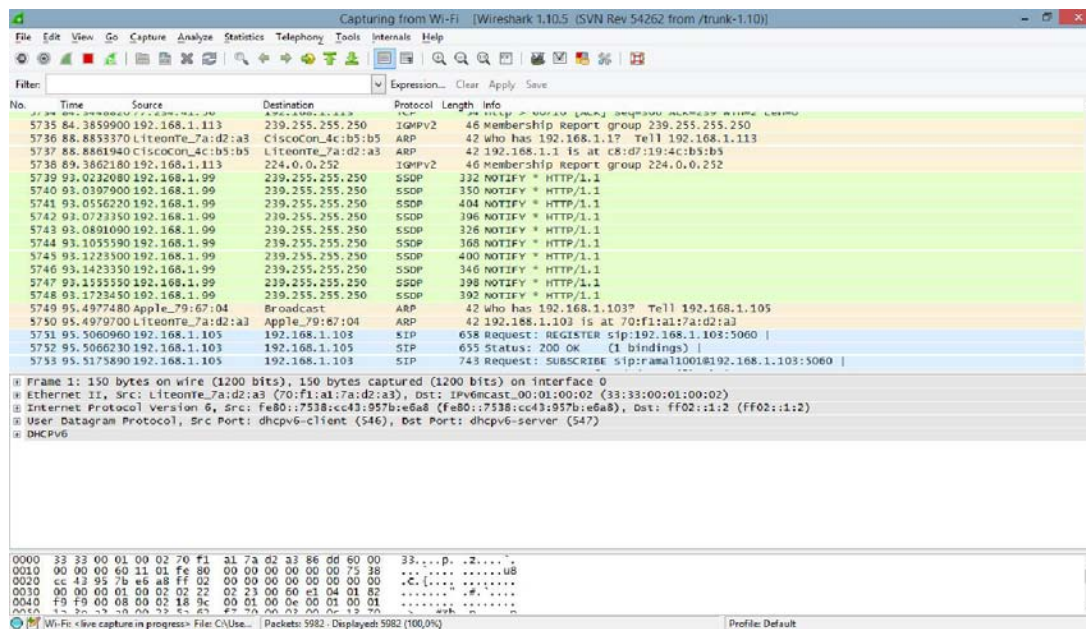 Capturing from Wi-Fi [Wireshark 1.10.5 (SVN Rev 54262 from /trunk-1.10)]
File Edit View Go Capture Analyze Statistics Telephony Tools Internals Help
Filter: Expression... Clear Apply Save
No. Time Source Destination Protocol Length Info
5735 84.3859900 192.168.1.113 239.255.255.250 IGMPv2 46 Membership Report group 239.255.255.250
5736 88.8853370 LiteonTe_7a:d2:a3 CiscoCon_4c:b5:b5 ARP 42 Who has 192.168.1.1? Tell 192.168.1.113
5737 88.8861940 CiscoCon_4c:b5:b5 LiteonTe_7a:d2:a3 ARP 42 192.168.1.1 is at c8:d7:19:4c:b5:b5
5738 89.3862180 192.168.1.113 224.0.0.252 IGMPv2 46 Membership Report group 224.0.0.252
5739 93.0232080 192.168.1.99 239.255.255.250 SSDP 332 NOTIFY * HTTP/1.1
5740 93.0397900 192.168.1.99 239.255.255.250 SSDP 350 NOTIFY * HTTP/1.1
5741 93.0556220 192.168.1.99 239.255.255.250 SSDP 404 NOTIFY * HTTP/1.1
5742 93.0723350 192.168.1.99 239.255.255.250 SSDP 396 NOTIFY * HTTP/1.1
5743 93.0891090 192.168.1.99 239.255.255.250 SSDP 326 NOTIFY * HTTP/1.1
5744 93.1055590 192.168.1.99 239.255.255.250 SSDP 368 NOTIFY * HTTP/1.1
5745 93.1223500 192.168.1.99 239.255.255.250 SSDP 400 NOTIFY * HTTP/1.1
5746 93.1423350 192.168.1.99 239.255.255.250 SSDP 346 NOTIFY * HTTP/1.1
5747 93.1555550 192.168.1.99 239.255.255.250 SSDP 398 NOTIFY * HTTP/1.1
5748 93.1723450 192.168.1.99 239.255.255.250 SSDP 392 NOTIFY * HTTP/1.1
5749 95.4977480 Apple_79:67:04 Broadcast ARP 42 Who has 192.168.1.103? Tell 192.168.1.105
5750 95.4979700 LiteonTe_7a:d2:a3 Apple_79:67:04 ARP 42 192.168.1.103 is at 70:f1:a1:7a:d2:a3
5751 95.5060960 192.168.1.105 192.168.1.103 SIP 658 Request: REGISTER sip:192.168.1.103:5060 |
5752 95.5066230 192.168.1.103 192.168.1.105 SIP 655 Status: 200 OK (1 bindings) |
5753 95.5175890 192.168.1.105 192.168.1.103 SIP 743 Request: SUBSCRIBE sip:ramal1001@192.168.1.103:5060 |
Frame 1: 150 bytes on wire (1200 bits), 150 bytes captured (1200 bits) on interface 0
Ethernet II, Src: LiteonTe_7a:d2:a3 (70:f1:a1:7a:d2:a3), Dst: IPv6mcast_00:01:00:02 (33:33:00:01:00:02)
Internet Protocol Version 6, Src: fe80::7538:cc43:957b:e6a8 (fe80::7538:cc43:957b:e6a8), Dst: ff02::1:2 (ff02::1:2)
User Datagram Protocol, Src Port: dhcpv6-client (546), Dst Port: dhcpv6-server (547)
DHCPv6
0000 33 33 00 01 00 02 70 f1 a1 7a d2 a3 86 dd 60 00 33....p. .z....`.
0010 00 00 00 60 11 01 fe 80 00 00 00 00 00 00 75 38 ...`.... ......u8
0020 cc 43 95 7b e6 a8 ff 02 00 00 00 00 00 00 00 00 .C.{.... ........
0030 00 00 00 01 00 02 02 22 02 23 00 60 e1 04 01 82 ......." .#.`....
0040 f9 f9 00 08 00 02 18 9c 00 01 00 0e 00 01 00 01 ........ ........
Wi-Fi: <live capture in progress> File: C:\Use... Packets: 5982 · Displayed: 5982 (100,0%) Profile: Default